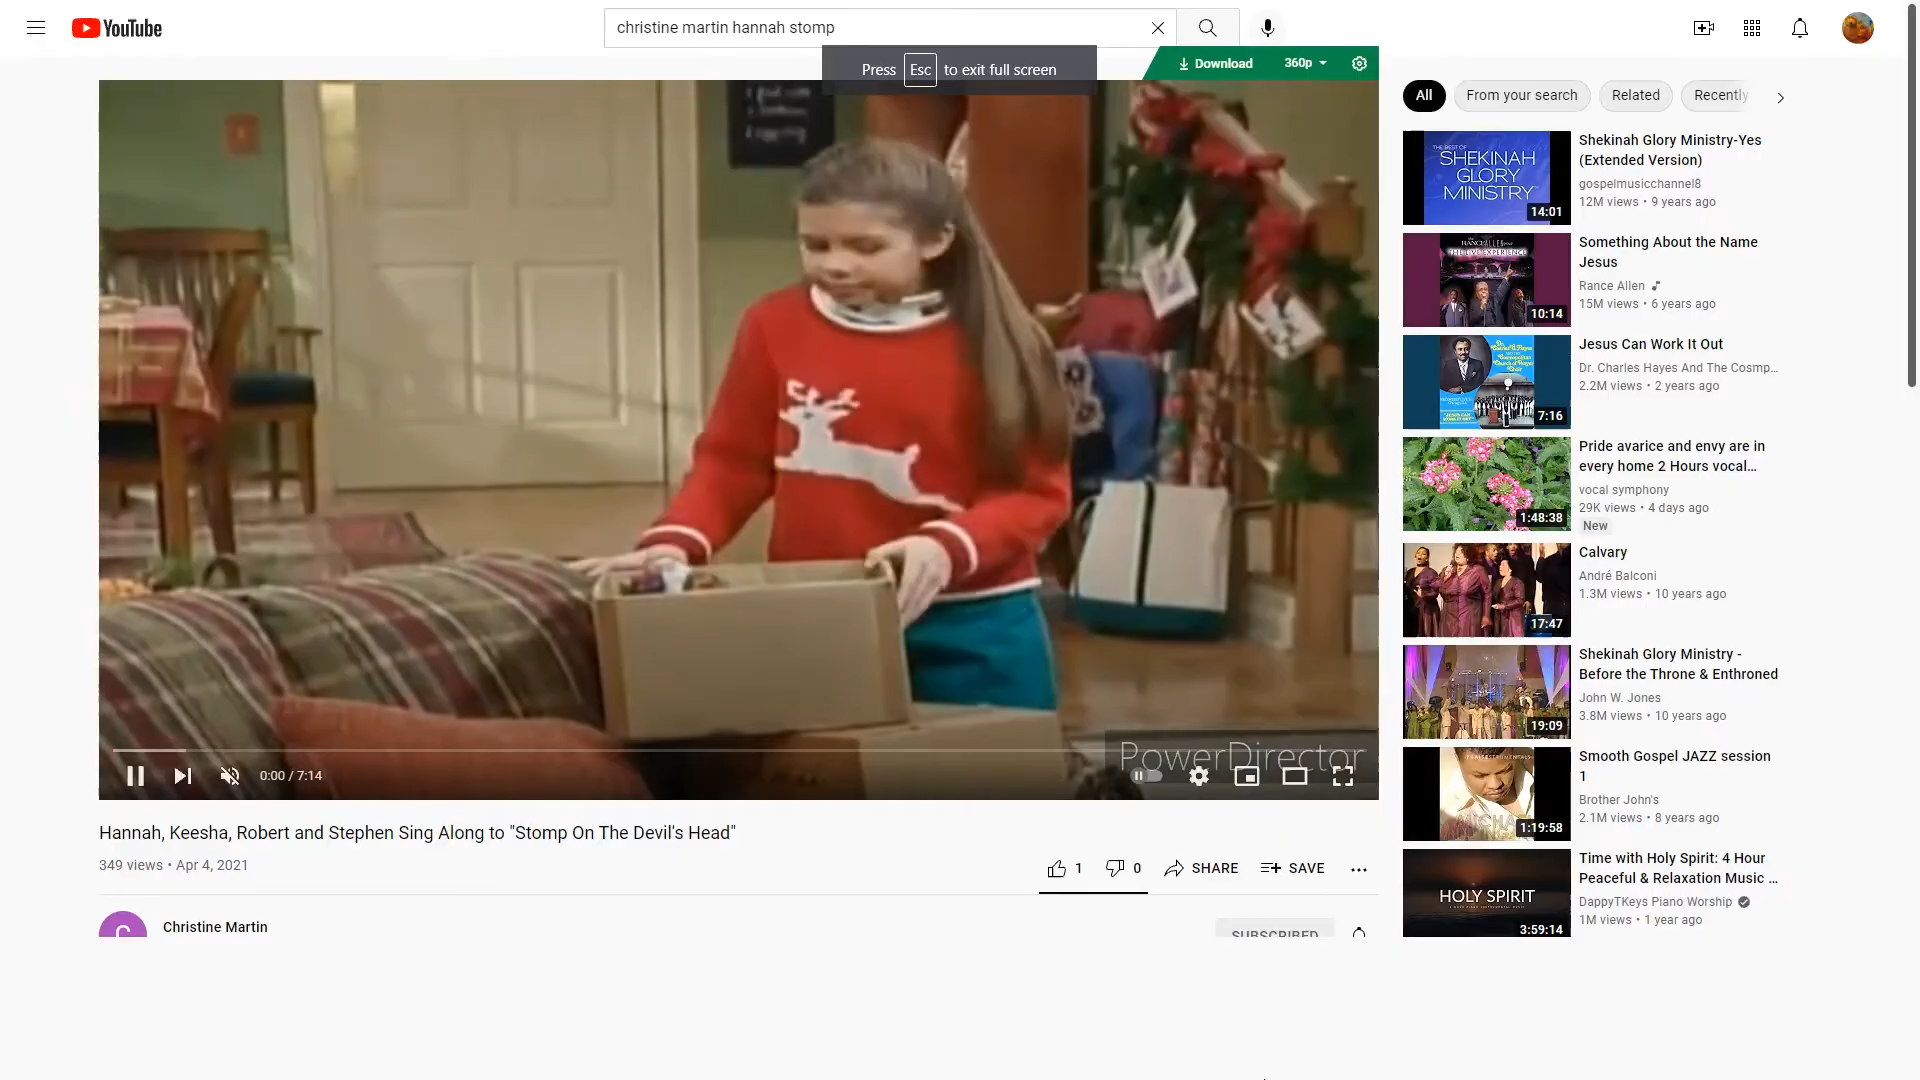 YouTube
christine martin hannah stomp
Press Esc to exit full screen
Download 360p
All
From your search
Related
Recently
PowerDirector
0:00 / 7:14
Hannah, Keesha, Robert and Stephen Sing Along to "Stomp On The Devil's Head"
349 views • Apr 4, 2021
1
0
SHARE
SAVE
Christine Martin
SUBSCRIBED
THE BEST OF
SHEKINAH
GLORY
MINISTRY
14:01
Shekinah Glory Ministry-Yes
(Extended Version)
gospelmusicchannel8
12M views • 9 years ago
THE LIVE EXPERIENCE
10:14
Something About the Name
Jesus
Rance Allen
15M views • 6 years ago
7:16
Jesus Can Work It Out
Dr. Charles Hayes And The Cosmp...
2.2M views • 2 years ago
1:48:38
Pride avarice and envy are in
every home 2 Hours vocal...
vocal symphony
29K views • 4 days ago
New
17:47
Calvary
André Balconi
1.3M views • 10 years ago
19:09
Shekinah Glory Ministry -
Before the Throne & Enthroned
John W. Jones
3.8M views • 10 years ago
1:19:58
Smooth Gospel JAZZ session
1
Brother John's
2.1M views • 8 years ago
HOLY SPIRIT
3:59:14
Time with Holy Spirit: 4 Hour
Peaceful & Relaxation Music ...
DappyTKeys Piano Worship
1M views • 1 year ago